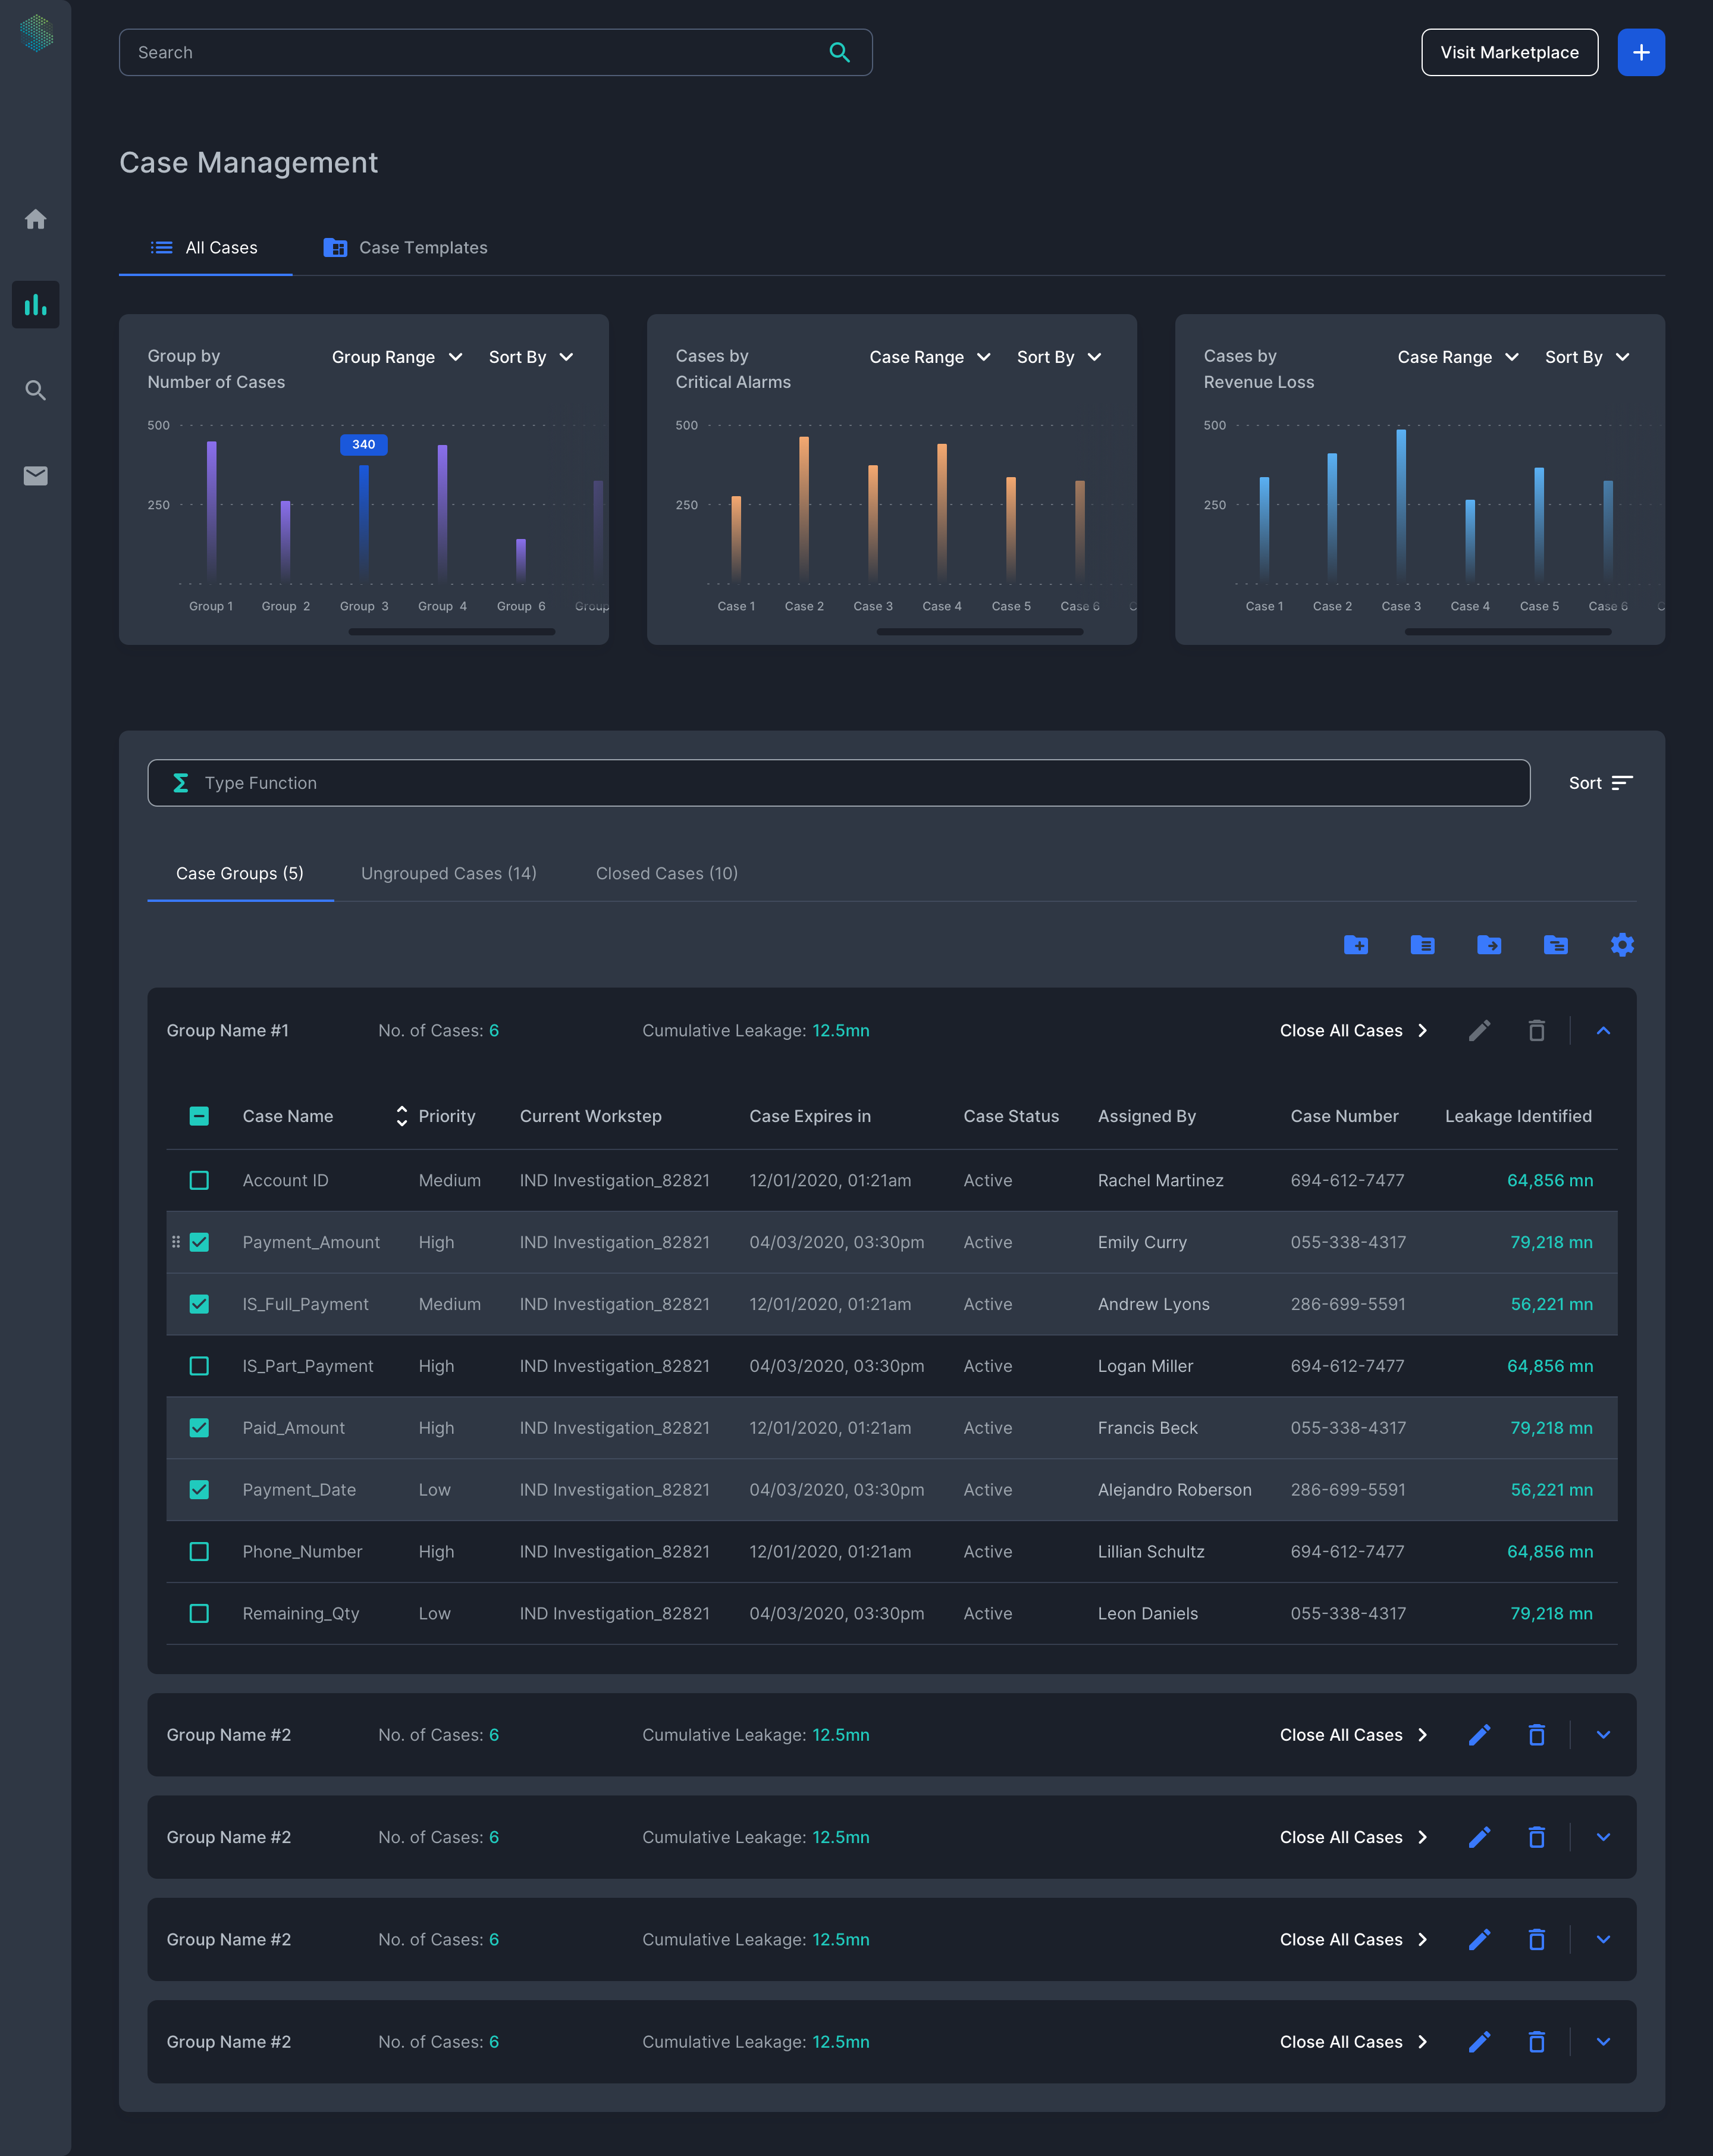 Search
Visit Marketplace
Case Management
All Cases
Case Templates
Group by
Number of Cases
Group Range
Sort By
500
340
250
Group 1
Group 2
Group 3
Group 4
Group 6
Group
Cases by
Critical Alarms
Case Range
Sort By
500
250
Case 1
Case 2
Case 3
Case 4
Case 5
Case 6
Cases by
Revenue Loss
Case Range
Sort By
500
250
Case 1
Case 2
Case 3
Case 4
Case 5
Case 6
Type Function
Sort
Case Groups (5)
Ungrouped Cases (14)
Closed Cases (10)
Group Name #1 No. of Cases: 6 Cumulative Leakage: 12.5mn Close All Cases
Case Name Priority Current Workstep Case Expires in Case Status Assigned By Case Number Leakage Identified
Account ID Medium IND Investigation_82821 12/01/2020, 01:21am Active Rachel Martinez 694-612-7477 64,856 mn
Payment_Amount High IND Investigation_82821 04/03/2020, 03:30pm Active Emily Curry 055-338-4317 79,218 mn
IS_Full_Payment Medium IND Investigation_82821 12/01/2020, 01:21am Active Andrew Lyons 286-699-5591 56,221 mn
IS_Part_Payment High IND Investigation_82821 04/03/2020, 03:30pm Active Logan Miller 694-612-7477 64,856 mn
Paid_Amount High IND Investigation_82821 12/01/2020, 01:21am Active Francis Beck 055-338-4317 79,218 mn
Payment_Date Low IND Investigation_82821 04/03/2020, 03:30pm Active Alejandro Roberson 286-699-5591 56,221 mn
Phone_Number High IND Investigation_82821 12/01/2020, 01:21am Active Lillian Schultz 694-612-7477 64,856 mn
Remaining_Qty Low IND Investigation_82821 04/03/2020, 03:30pm Active Leon Daniels 055-338-4317 79,218 mn
Group Name #2 No. of Cases: 6 Cumulative Leakage: 12.5mn Close All Cases
Group Name #2 No. of Cases: 6 Cumulative Leakage: 12.5mn Close All Cases
Group Name #2 No. of Cases: 6 Cumulative Leakage: 12.5mn Close All Cases
Group Name #2 No. of Cases: 6 Cumulative Leakage: 12.5mn Close All Cases